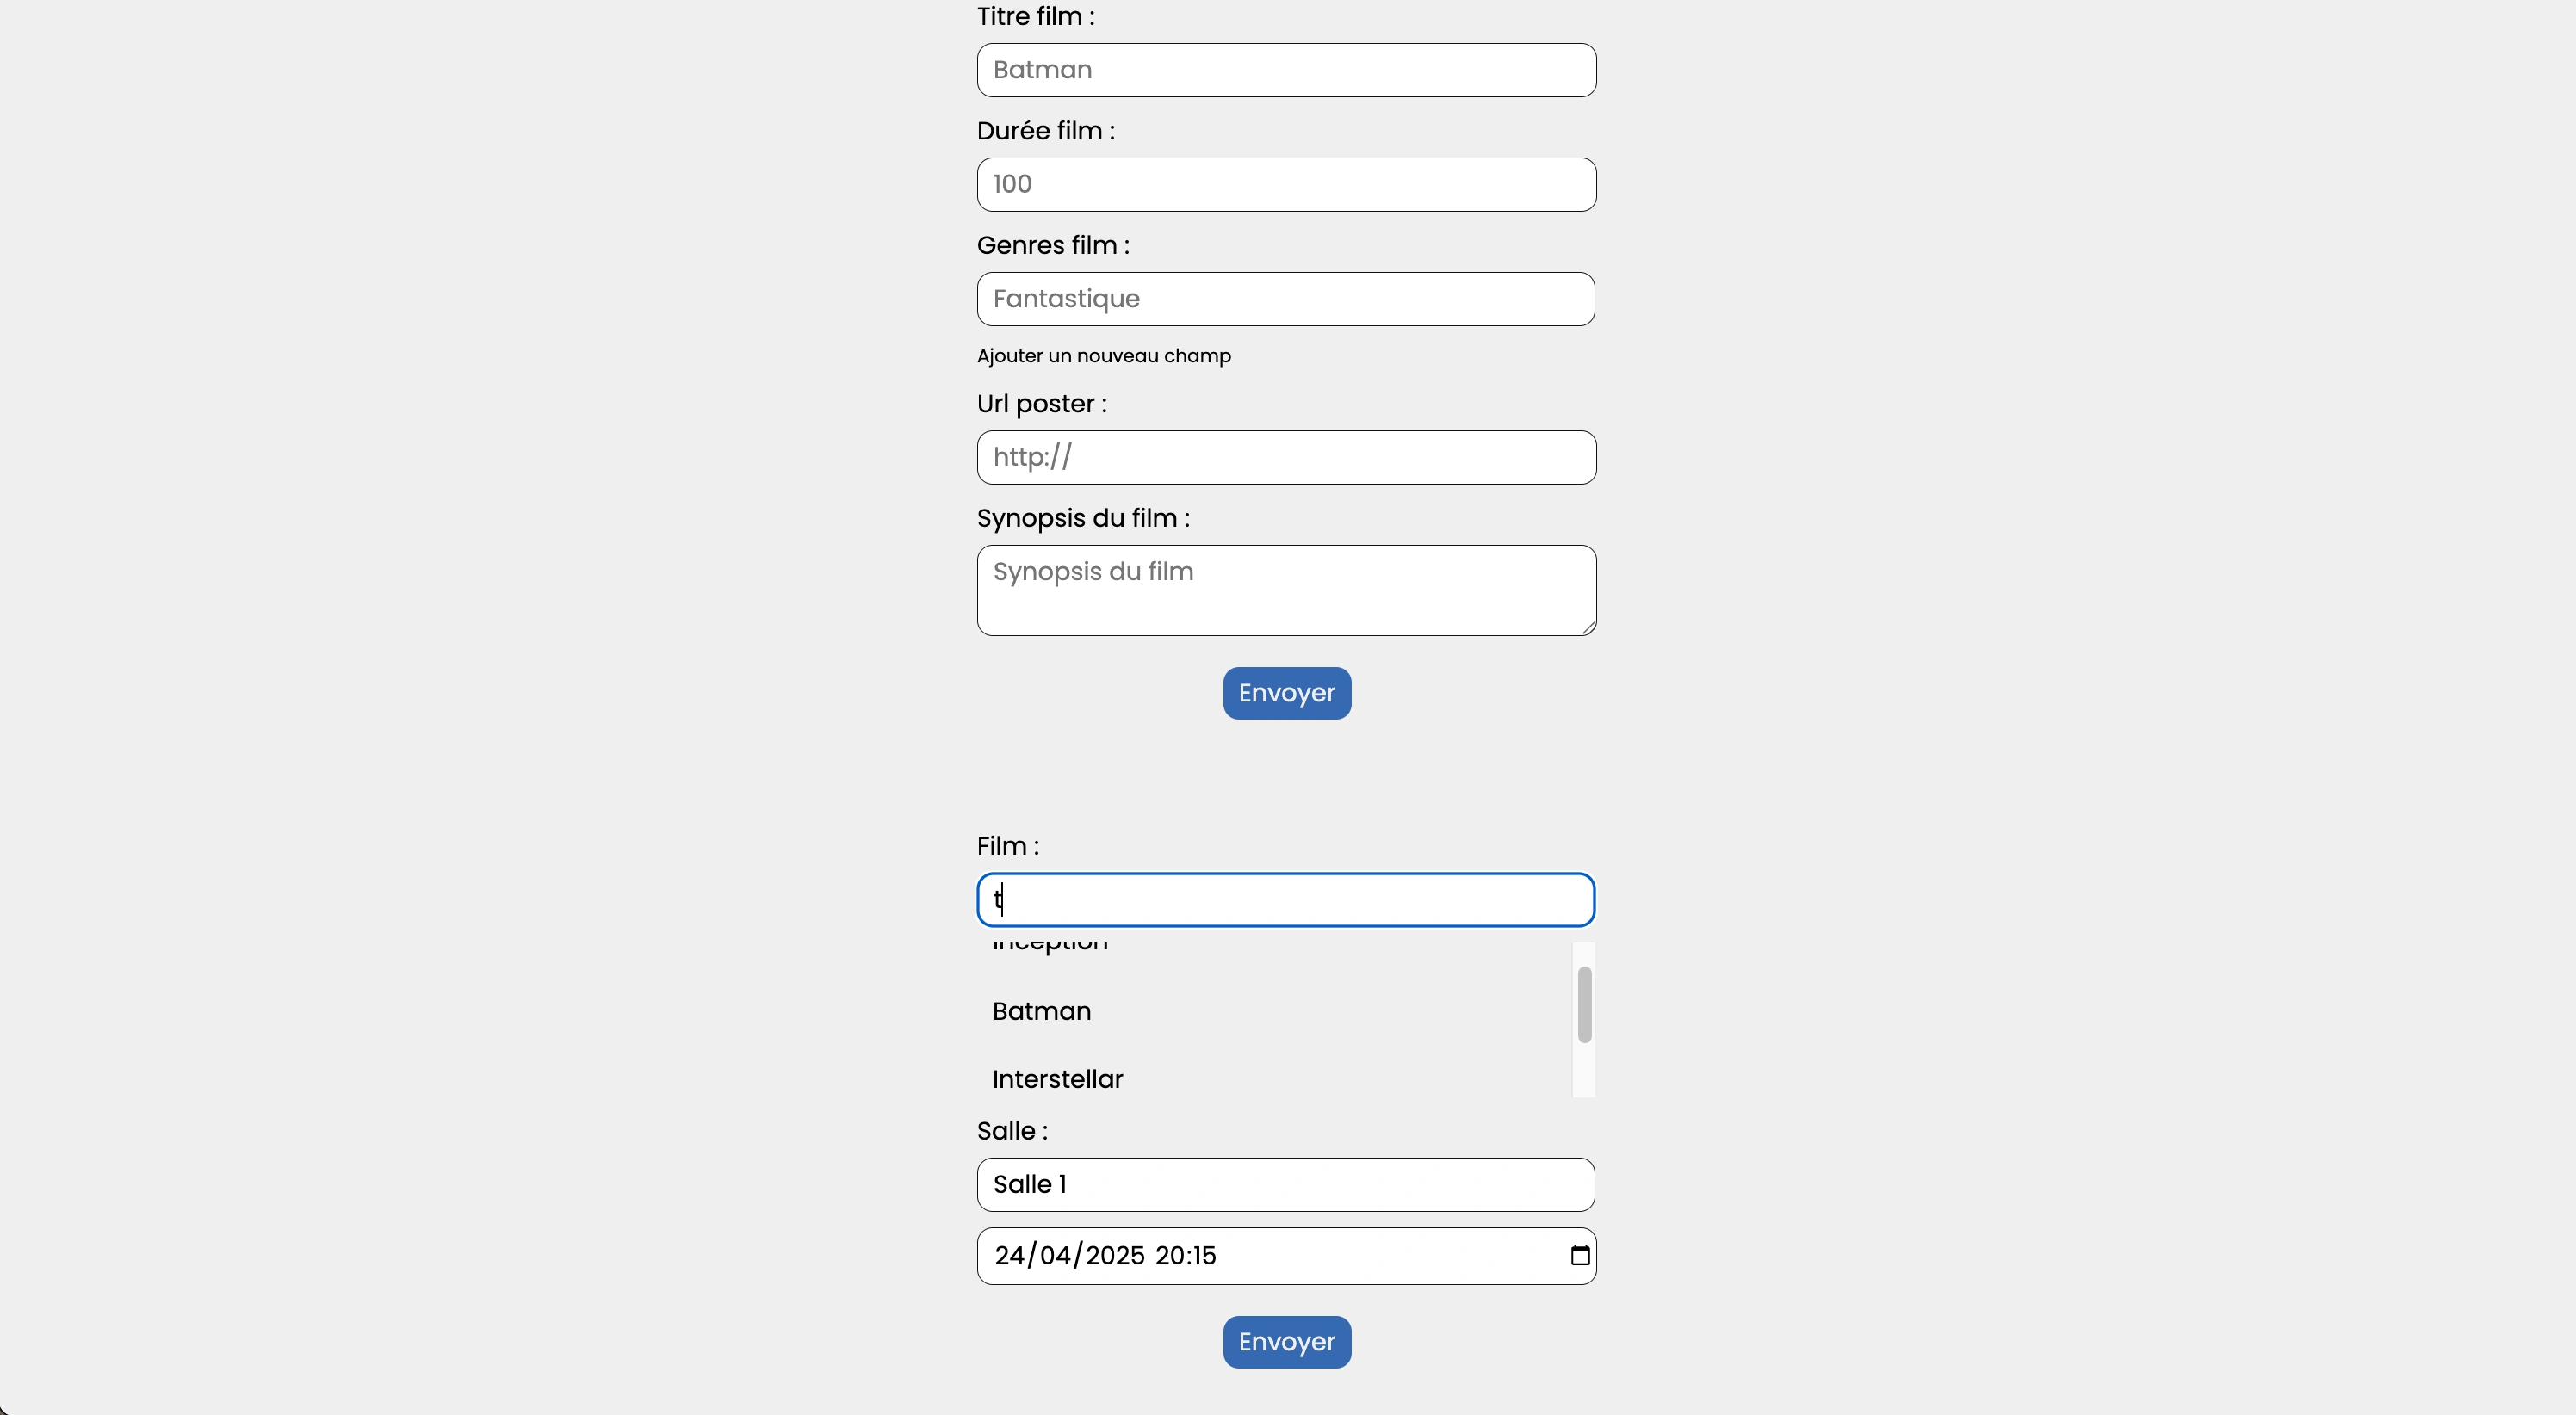 Titre film :
Batman
Durée film :
100
Genres film :
Fantastique
Ajouter un nouveau champ
Url poster :
http://
Synopsis du film :
Synopsis du film
Envoyer
Film :
t
Inception
Batman
Interstellar
Salle :
Salle 1
24/04/2025 20:15
Envoyer